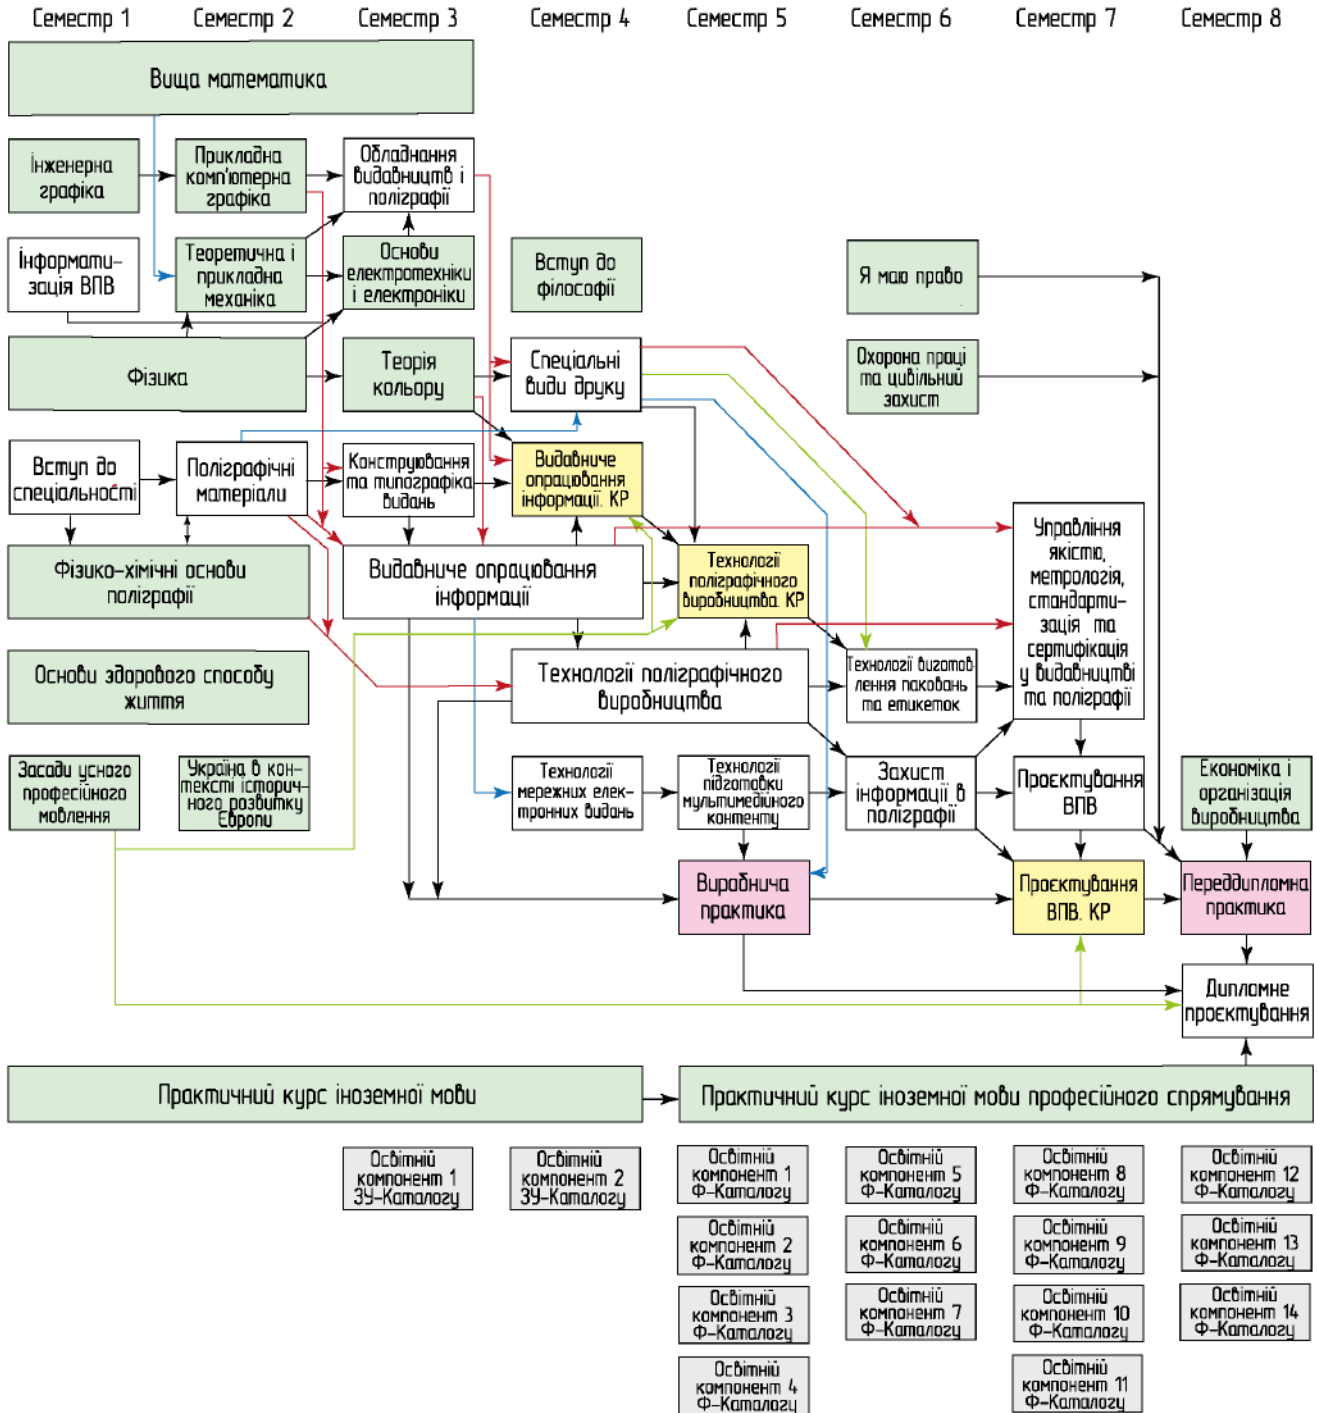 Семестр 1
Семестр 2
Семестр 3
Семестр 4
Семестр 5
Семестр 6
Семестр 7
Семестр 8
Вища математика
Інженерна
графіка
Прикладна
комп'ютерна
графіка
Обладнання
видавництв і
поліграфії
Інформати-
зація ВПВ
Теоретична і
прикладна
механіка
Основи
електротехніки
і електроніки
Вступ до
філософії
Я маю право
Фізика
Теорія
кольору
Спеціальні
види друку
Охорона праці
та цивільний
захист
Вступ до
спеціальності
Поліграфічні
матеріали
Конструювання
та типографіка
видань
Видавниче
опрацювання
інформації. КР
Фізико-хімічні основи
поліграфії
Видавниче опрацювання
інформації
Технології
поліграфічного
виробництва. КР
Управління
якістю,
метрологія,
стандарти-
зація та
сертифікація
у видавництві
та поліграфії
Основи здорового способу
життя
Технології поліграфічного
виробництва
Технології виготов-
лення паковань
та етикеток
Засади усного
професійного
мовлення
Україна в кон-
тексті історич-
ного розвитку
Європи
Технології
мережних елек-
тронних видань
Технології
підготовки
мультимедійного
контенту
Захист
інформації в
поліграфії
Проєктування
ВПВ
Економіка і
організація
виробництва
Виробнича
практика
Проєктування
ВПВ. КР
Переддипломна
практика
Дипломне
проєктування
Практичний курс іноземної мови
Практичний курс іноземної мови професійного спрямування
Освітній
компонент 1
ЗУ-Каталогу
Освітній
компонент 2
ЗУ-Каталогу
Освітній
компонент 1
Ф-Каталогу
Освітній
компонент 5
Ф-Каталогу
Освітній
компонент 8
Ф-Каталогу
Освітній
компонент 12
Ф-Каталогу
Освітній
компонент 2
Ф-Каталогу
Освітній
компонент 6
Ф-Каталогу
Освітній
компонент 9
Ф-Каталогу
Освітній
компонент 13
Ф-Каталогу
Освітній
компонент 3
Ф-Каталогу
Освітній
компонент 7
Ф-Каталогу
Освітній
компонент 10
Ф-Каталогу
Освітній
компонент 14
Ф-Каталогу
Освітній
компонент 4
Ф-Каталогу
Освітній
компонент 11
Ф-Каталогу